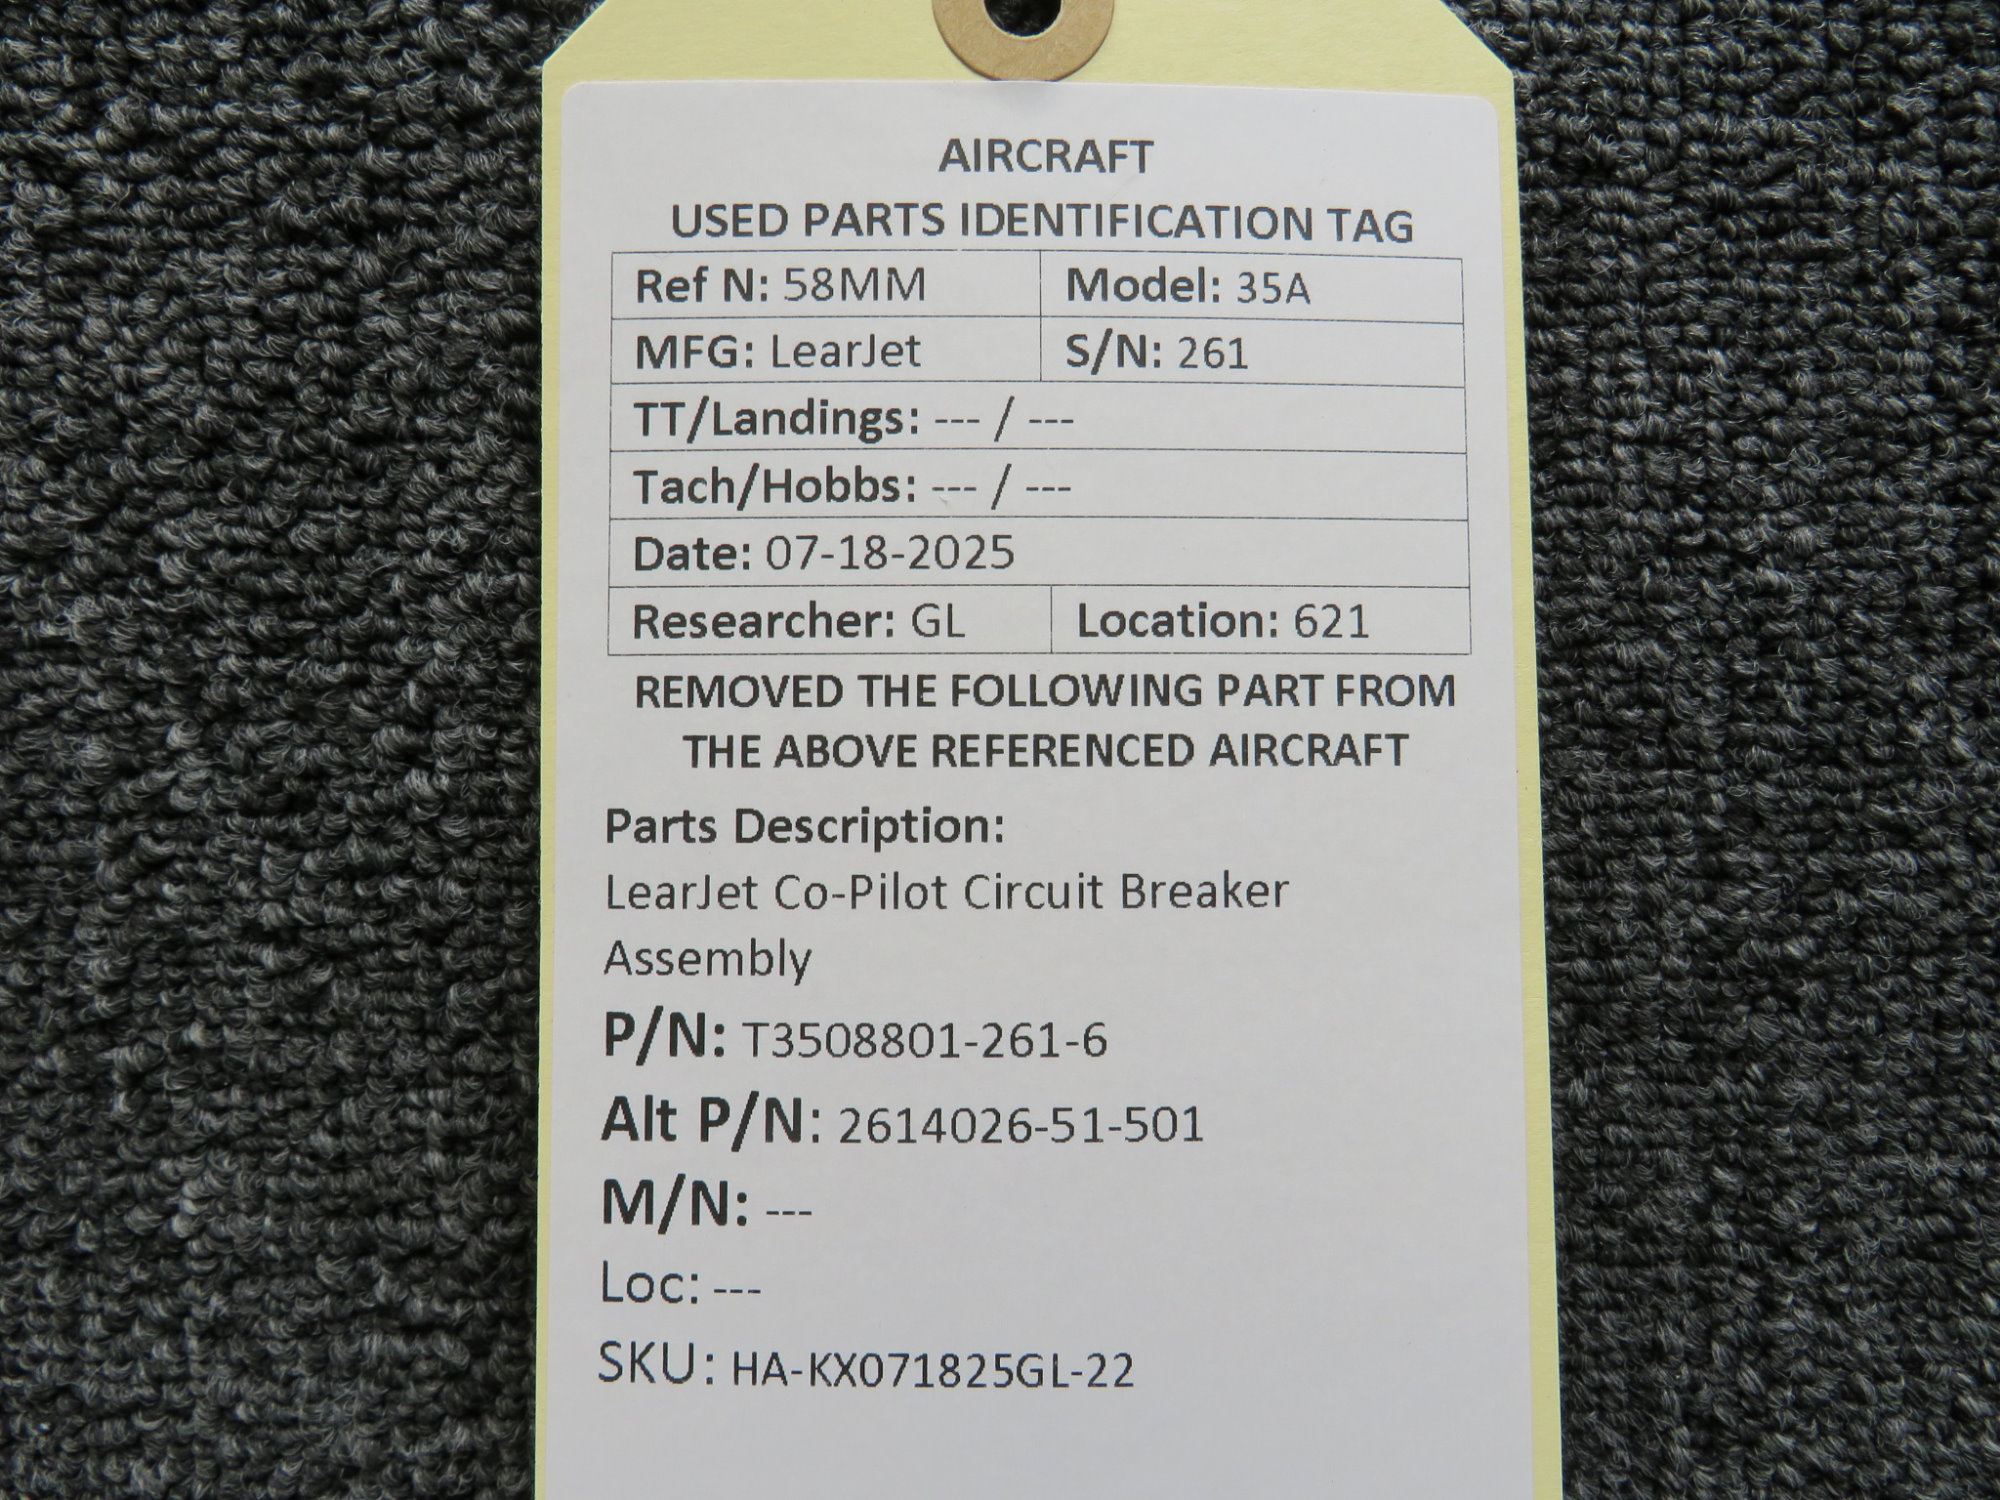 AIRCRAFT
USED PARTS IDENTIFICATION TAG
Ref N: 58MM Model: 35A
MFG: LearJet S/N: 261
TT/Landings: --- / ---
Tach/Hobbs: --- / ---
Date: 07-18-2025
Researcher: GL Location: 621
REMOVED THE FOLLOWING PART FROM
THE ABOVE REFERENCED AIRCRAFT
Parts Description:
LearJet Co-Pilot Circuit Breaker
Assembly
P/N: T3508801-261-6
Alt P/N: 2614026-51-501
M/N: ---
Loc: ---
SKU: HA-KX071825GL-22